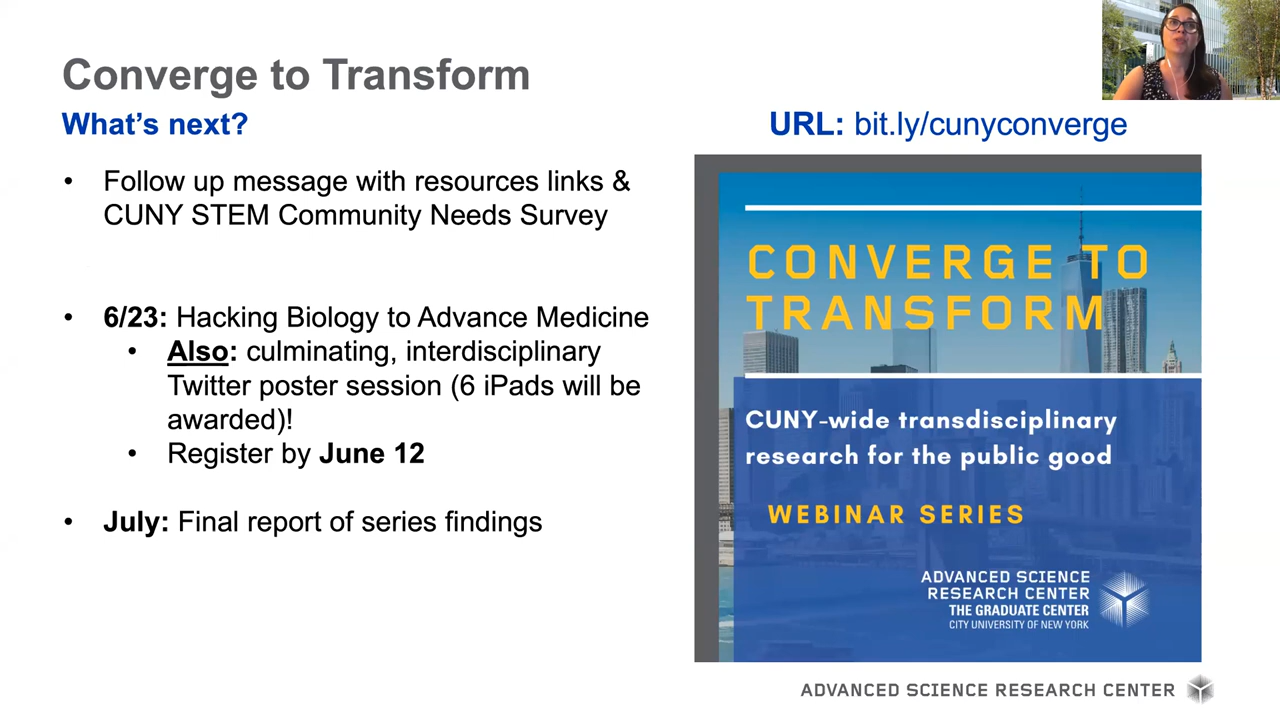 Converge to Transform
What's next?
URL: bit.ly/cunyconverge
• Follow up message with resources links &
CUNY STEM Community Needs Survey
• 6/23: Hacking Biology to Advance Medicine
• Also: culminating, interdisciplinary
Twitter poster session (6 iPads will be
awarded)!
• Register by June 12
• July: Final report of series findings
CONVERGE TO
TRANSFORM
CUNY-wide transdisciplinary
research for the public good
WEBINAR SERIES
ADVANCED SCIENCE
RESEARCH CENTER
THE GRADUATE CENTER
CITY UNIVERSITY OF NEW YORK
ADVANCED SCIENCE RESEARCH CENTER